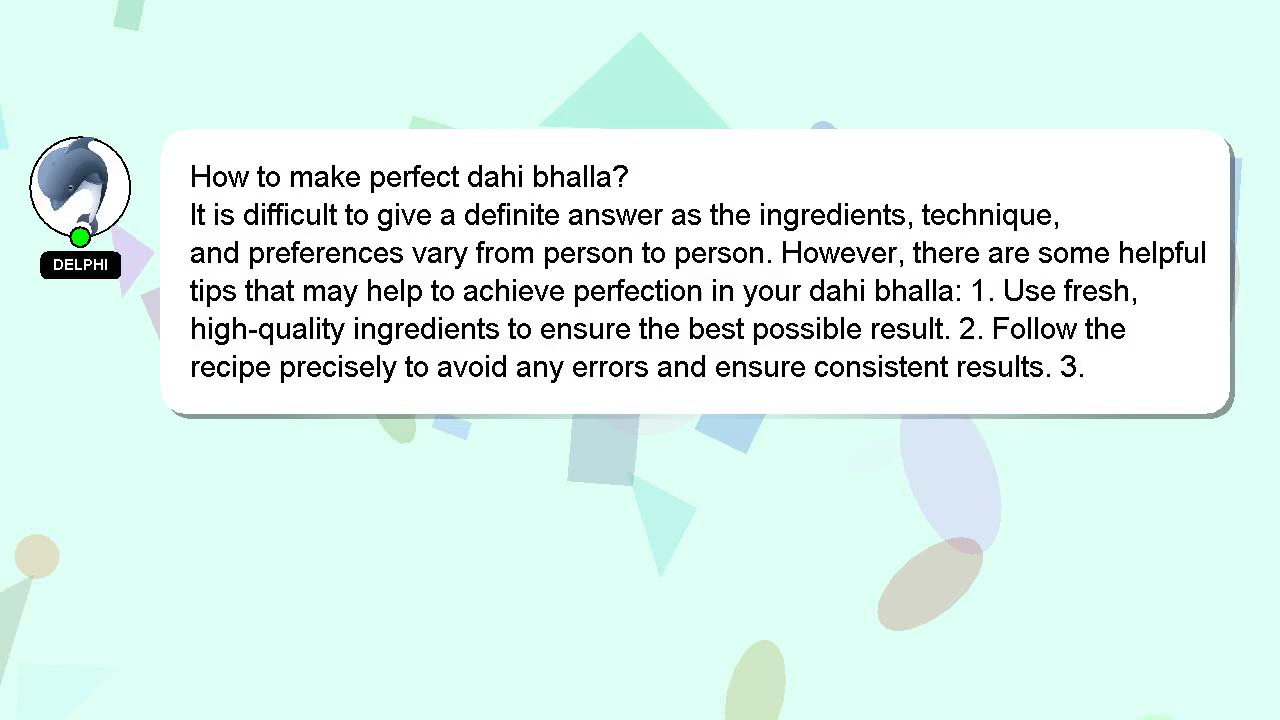 How to make perfect dahi bhalla?
It is difficult to give a definite answer as the ingredients, technique,
and preferences vary from person to person. However, there are some helpful
tips that may help to achieve perfection in your dahi bhalla: 1. Use fresh,
high-quality ingredients to ensure the best possible result. 2. Follow the
recipe precisely to avoid any errors and ensure consistent results. 3.
DELPHI